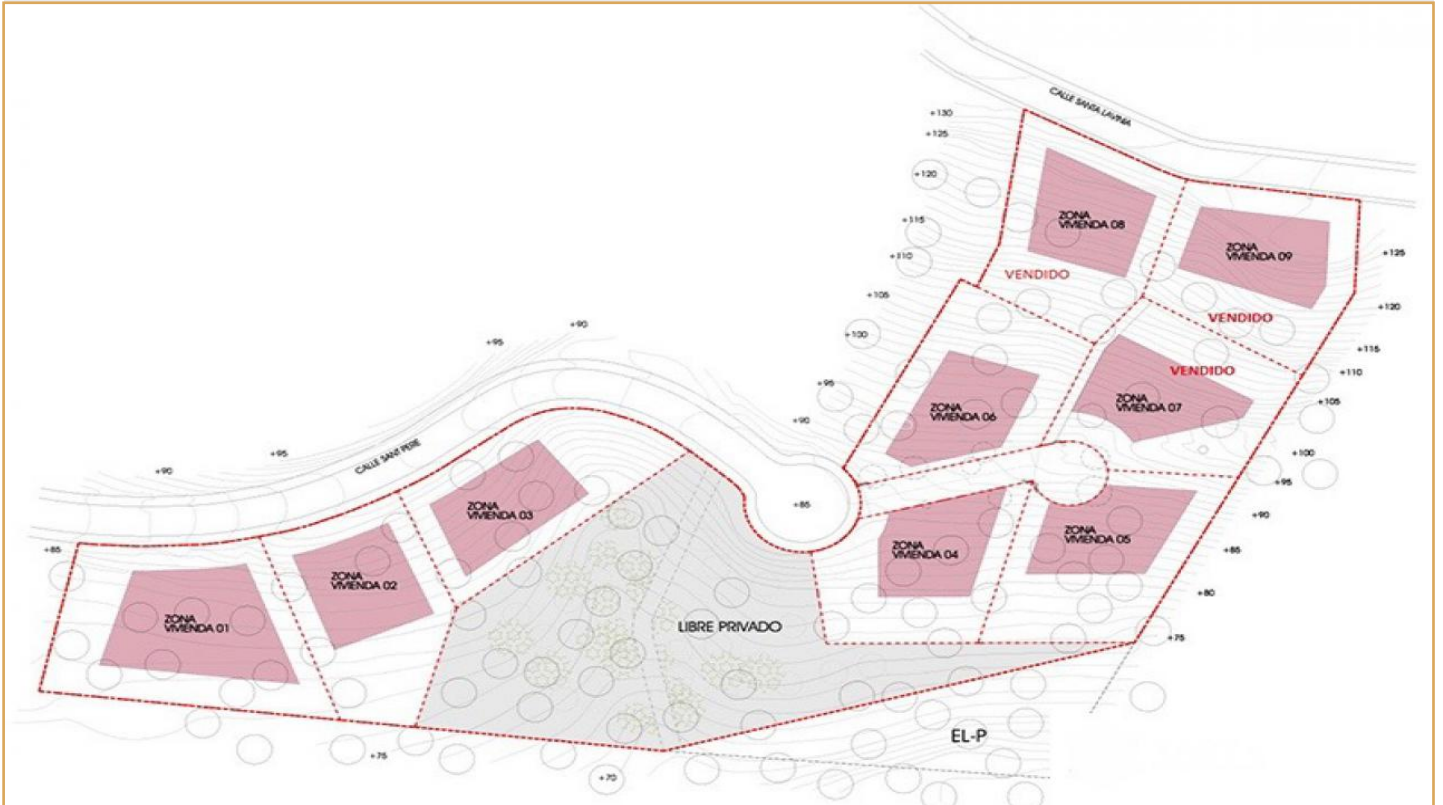 CALLE SANTA LAVINIA
+130
+125
+120
+115
+110
+105
+100
+95
+90
ZONA
VIVIENDA 08
ZONA
VIVIENDA 09
VENDIDO
VENDIDO
VENDIDO
+125
+120
+115
+110
+105
+100
+95
+90
+85
+80
+75
ZONA
VIVIENDA 06
ZONA
VIVIENDA 07
ZONA
VIVIENDA 04
ZONA
VIVIENDA 05
+90
+95
+95
+90
CALLE SANT PERE
+85
+85
ZONA
VIVIENDA 03
ZONA
VIVIENDA 02
ZONA
VIVIENDA 01
LIBRE PRIVADO
EL-P
+75
+70